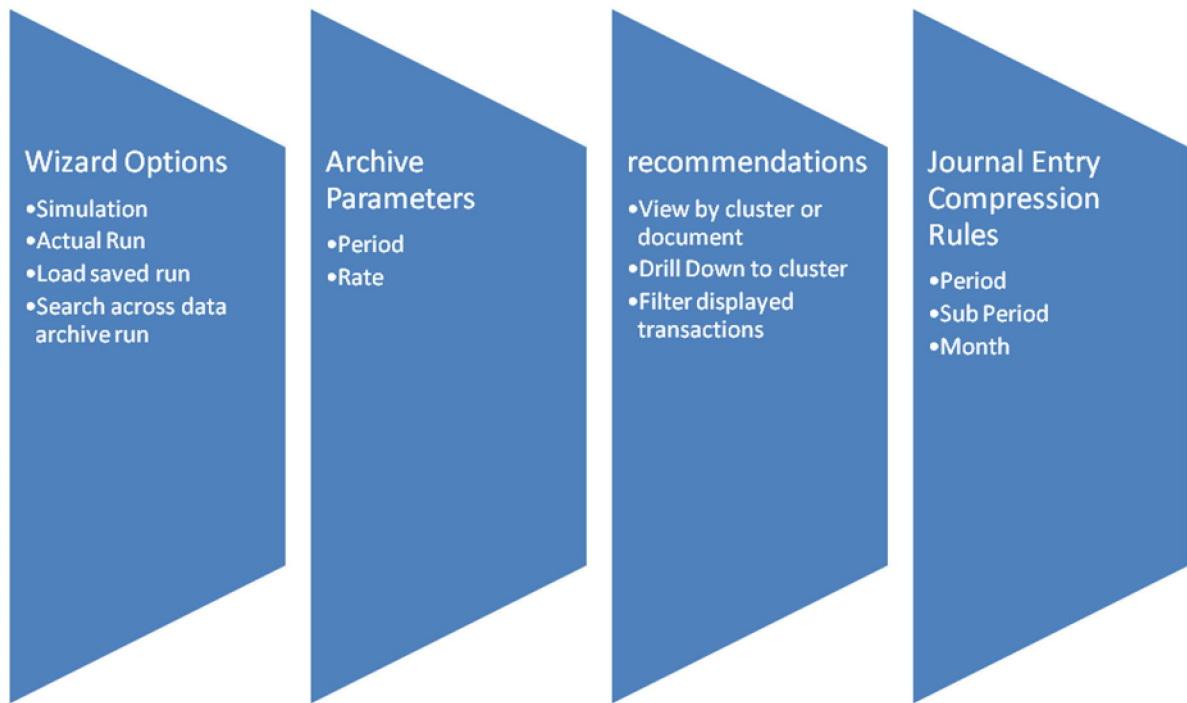 Wizard Options
•Simulation
•Actual Run
•Load saved run
•Search across data
archive run
Archive
Parameters
•Period
•Rate
recommendations
•View by cluster or
document
•Drill Down to cluster
•Filter displayed
transactions
Journal Entry
Compression
Rules
•Period
•Sub Period
•Month